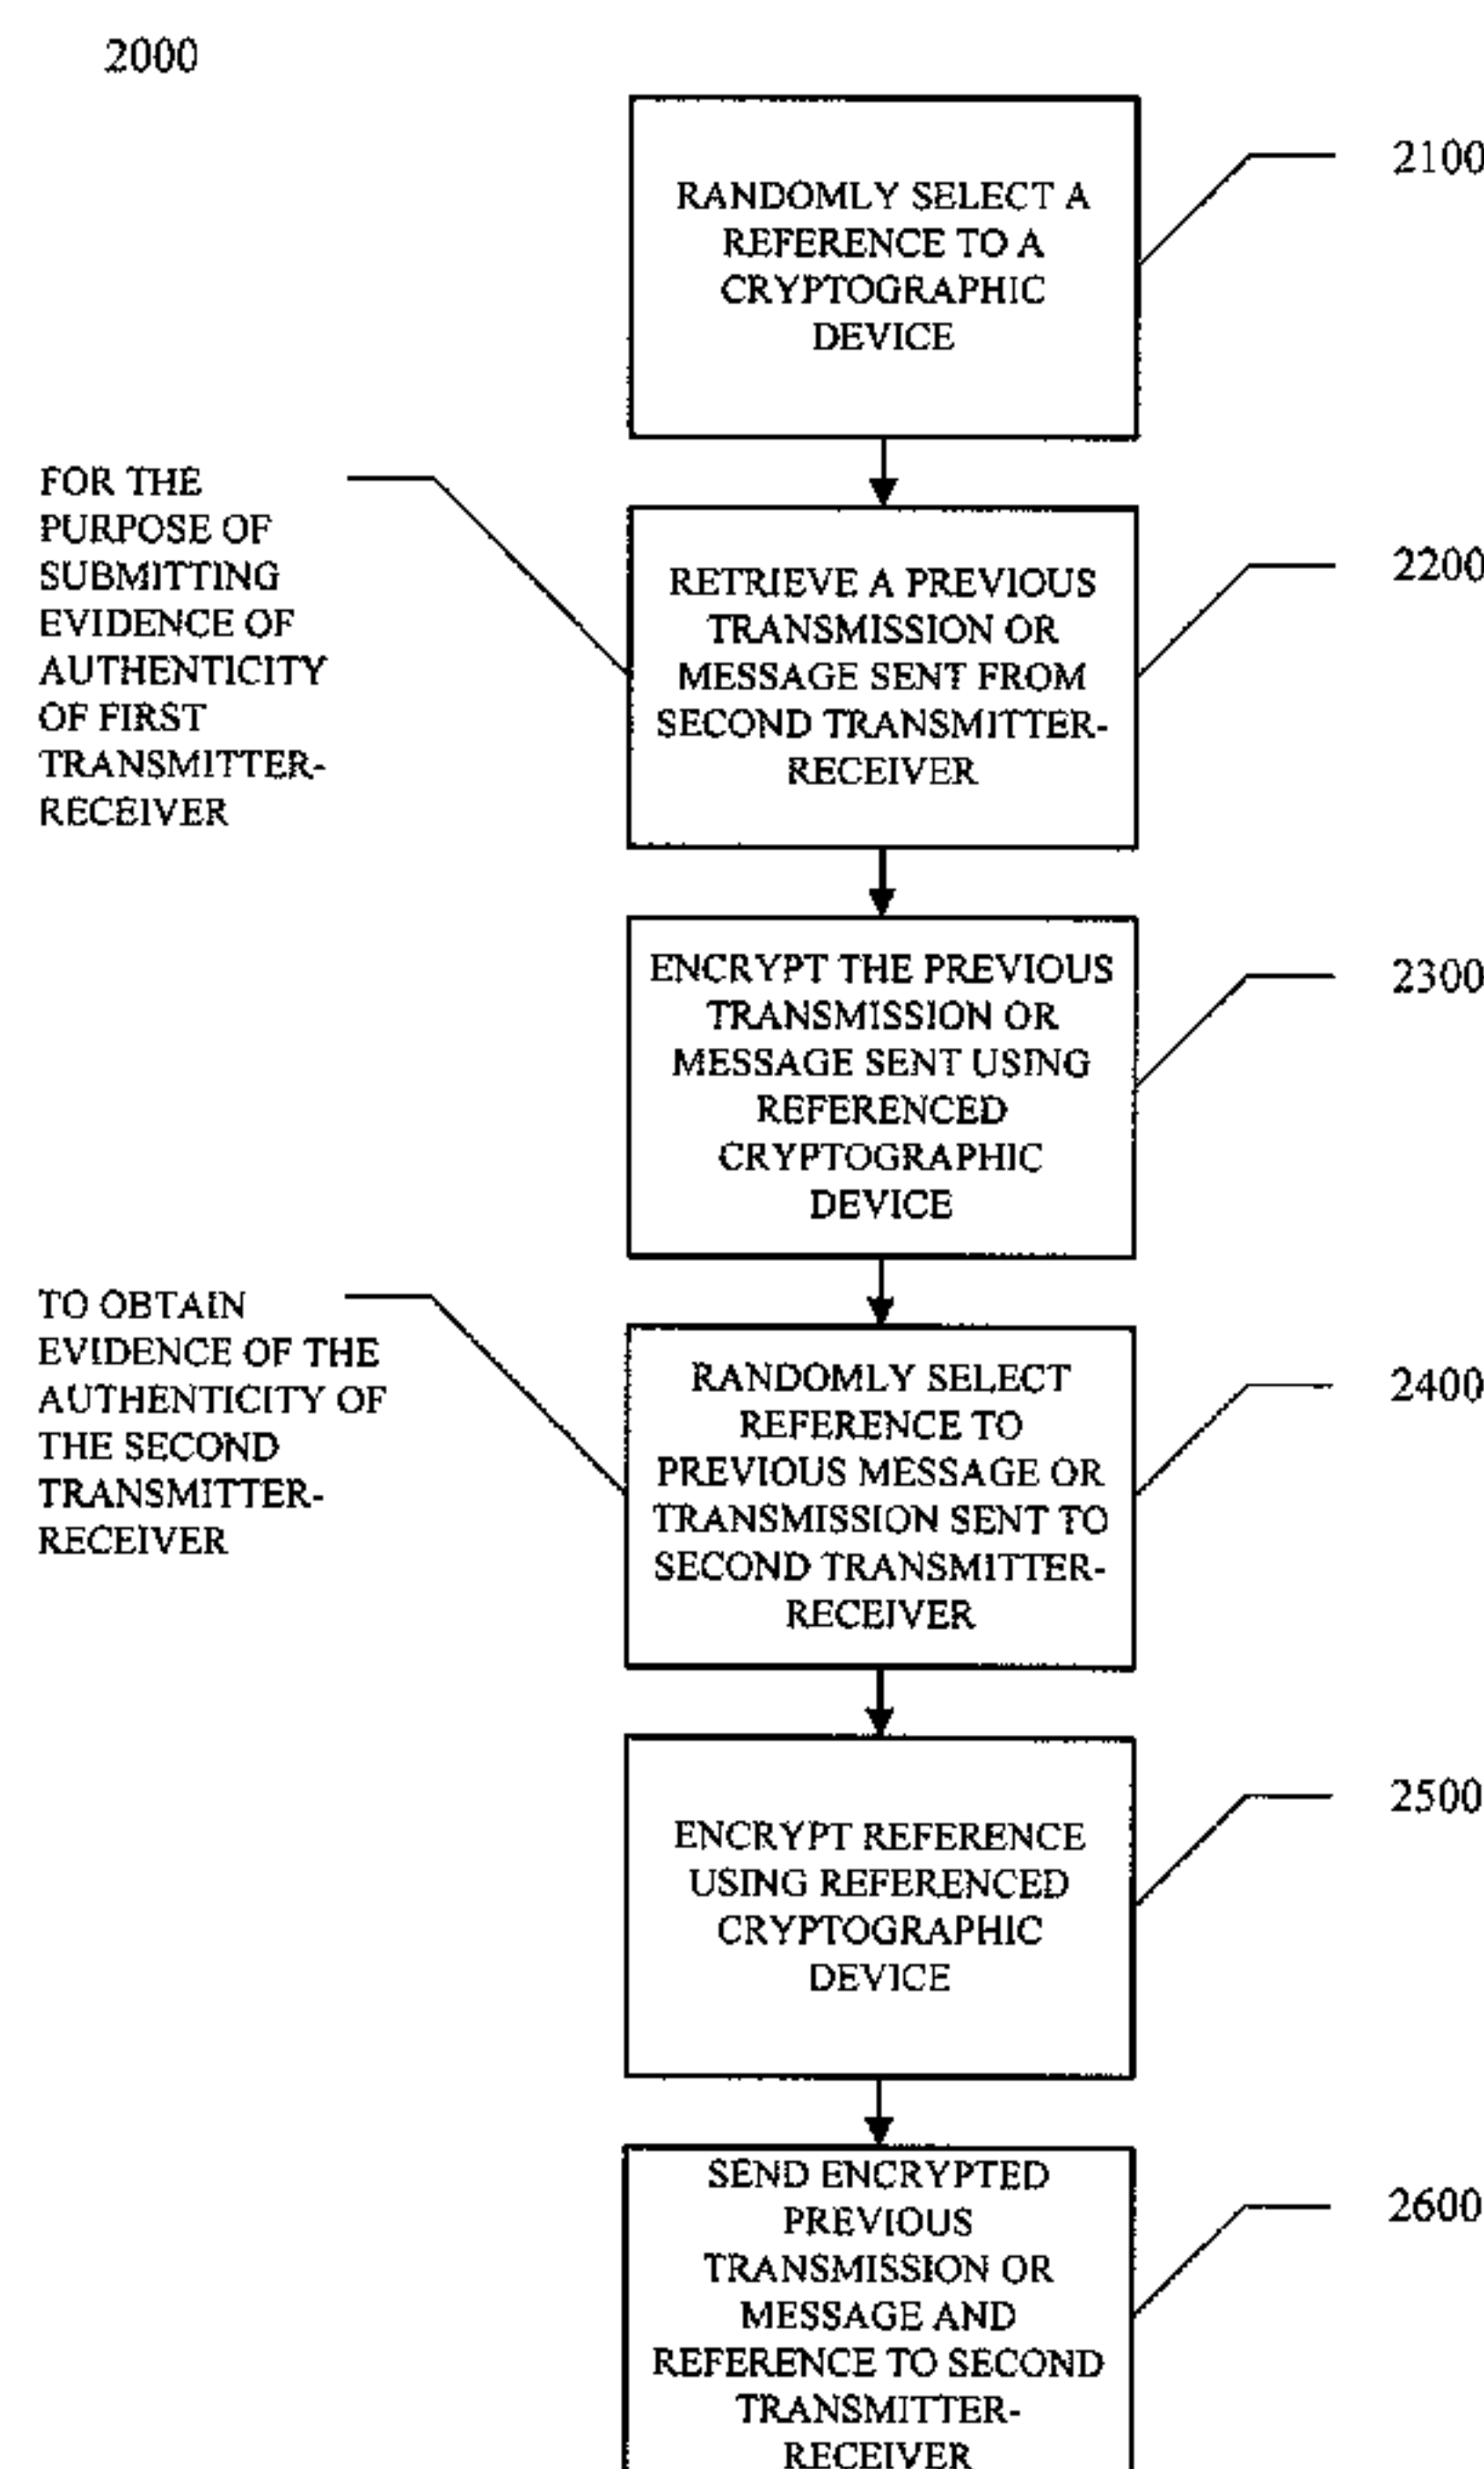 2000
RANDOMLY SELECT A
REFERENCE TO A
CRYPTOGRAPHIC
DEVICE
2100
FOR THE
PURPOSE OF
SUBMITTING
EVIDENCE OF
AUTHENTICITY
OF FIRST
TRANSMITTER-
RECEIVER
RETRIEVE A PREVIOUS
TRANSMISSION OR
MESSAGE SENT FROM
SECOND TRANSMITTER-
RECEIVER
2200
ENCRYPT THE PREVIOUS
TRANSMISSION OR
MESSAGE SENT USING
REFERENCED
CRYPTOGRAPHIC
DEVICE
2300
TO OBTAIN
EVIDENCE OF THE
AUTHENTICITY OF
THE SECOND
TRANSMITTER-
RECEIVER
RANDOMLY SELECT
REFERENCE TO
PREVIOUS MESSAGE OR
TRANSMISSION SENT TO
SECOND TRANSMITTER-
RECEIVER
2400
ENCRYPT REFERENCE
USING REFERENCED
CRYPTOGRAPHIC
DEVICE
2500
SEND ENCRYPTED
PREVIOUS
TRANSMISSION OR
MESSAGE AND
REFERENCE TO SECOND
TRANSMITTER-
RECEIVER
2600